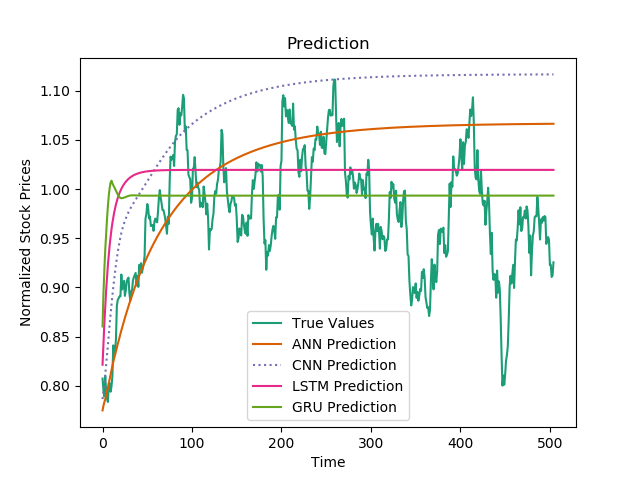 Prediction
Normalized Stock Prices
1.10
1.05
1.00
0.95
0.90
0.85
0.80
True Values
ANN Prediction
CNN Prediction
LSTM Prediction
GRU Prediction
0 100 200 300 400 500
Time